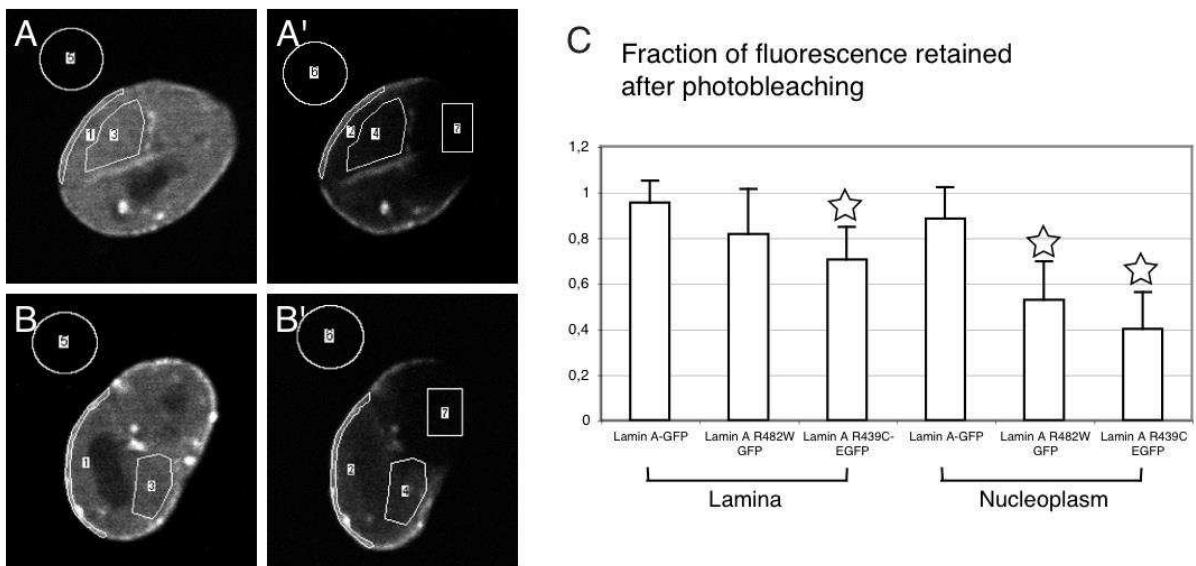 A
5
1
3
A'
6
2
4
7
B
5
1
3
B'
6
7
2
4
C
Fraction of fluorescence retained
after photobleaching
1,2
1
0,8
0,6
0,4
0,2
0
Lamin A-GFP
Lamin A R482W
GFP
Lamin A R439C-
EGFP
Lamin A-GFP
Lamin A R482W
GFP
Lamin A R439C
EGFP
Lamina
Nucleoplasm